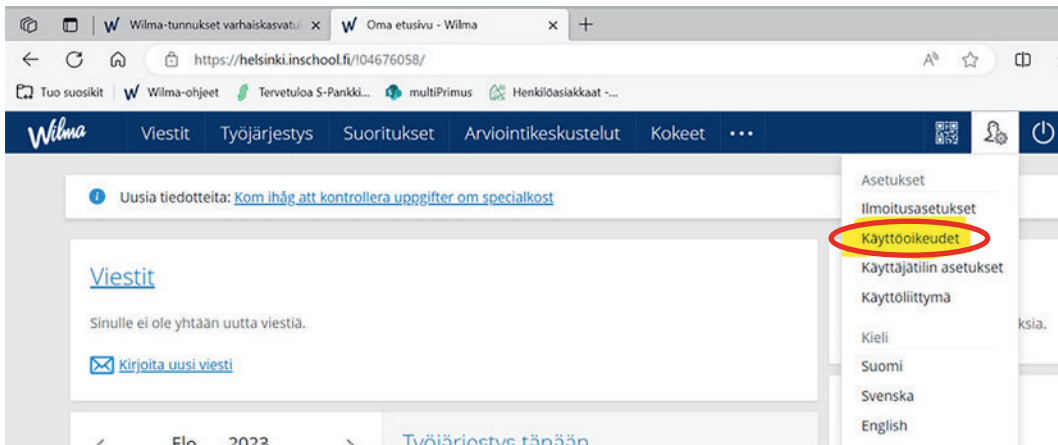 Wilma-tunnukset varhaiskasvatu
Oma etusivu - Wilma
https://helsinki.inschool.fi/!04676058/
Tuo suosikit
Wilma-ohjeet
Tervetuloa S-Pankki...
multiPrimus
Henkilöasiakkaat -...
Wilma
Viestit
Työjärjestys
Suoritukset
Arviointikeskustelut
Kokeet
Uusia tiedotteita: Kom ihåg att kontrollera uppgifter om specialkost
Viestit
Sinulle ei ole yhtään uutta viestiä.
Kirjoita uusi viesti
Elo 2023
Työjärjestys tänään
Asetukset
Ilmoitusasetukset
Käyttöoikeudet
Käyttäjätilin asetukset
Käyttöliittymä
Kieli
Suomi
Svenska
English
ksia.